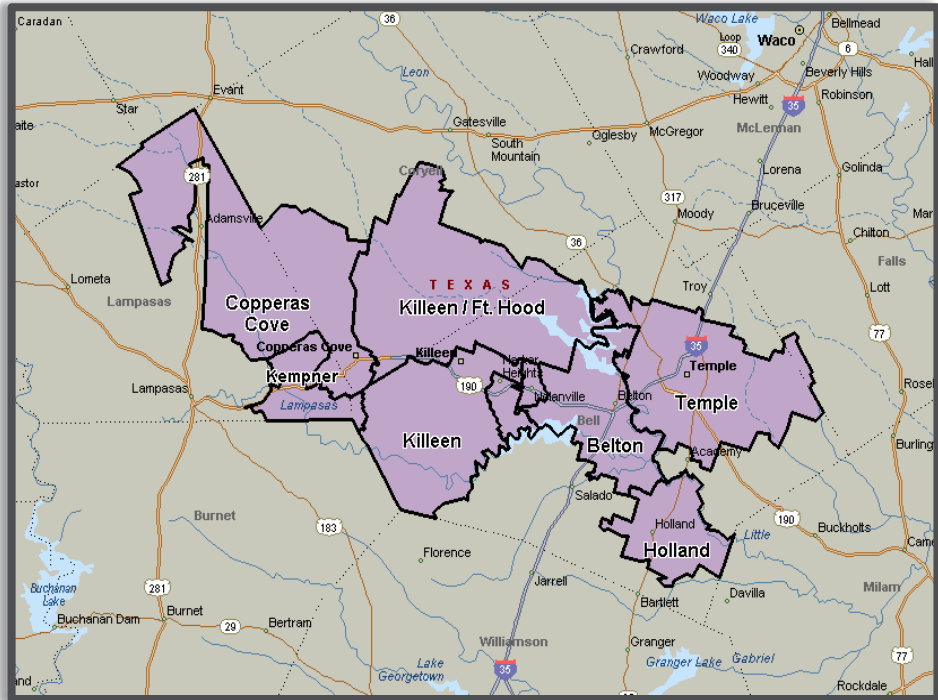 Caradan
36
Waco Lake
Bellmead
Loop
340
Waco
6
Crawford
Leon
Woodway
Beverly Hills
Hall
Evant
Star
Hewitt
35
Robinson
Gatesville
McLennan
aite
South
Mountain
Oglesby
McGregor
Coryell
Lorena
Golinda
281
astor
317
Bruceville
Mar
Adamsville
Moody
Chilton
36
Falls
Lometa
TEXAS
Troy
Lott
Lampasas
Copperas
Cove
Killeen / Ft. Hood
77
Copperas Cove
Killeen
35
Temple
Kempner
Heights
190
Nolanville
Belton
Rosel
Lampasas
Lampasas
Temple
Bell
Killeen
Belton
Burling
Academy
Salado
Burnet
183
190
Buckholts
Holland
Little
Holland
Cam
Florence
Jarrell
Davilla
Milam
Buchanan
Lake
281
Bartlett
Buchanan Dam
Burnet
29
Bertram
Williamson
Granger
77
Lake
Georgetown
35
Granger Lake
Gabriel
nd
Rockdale